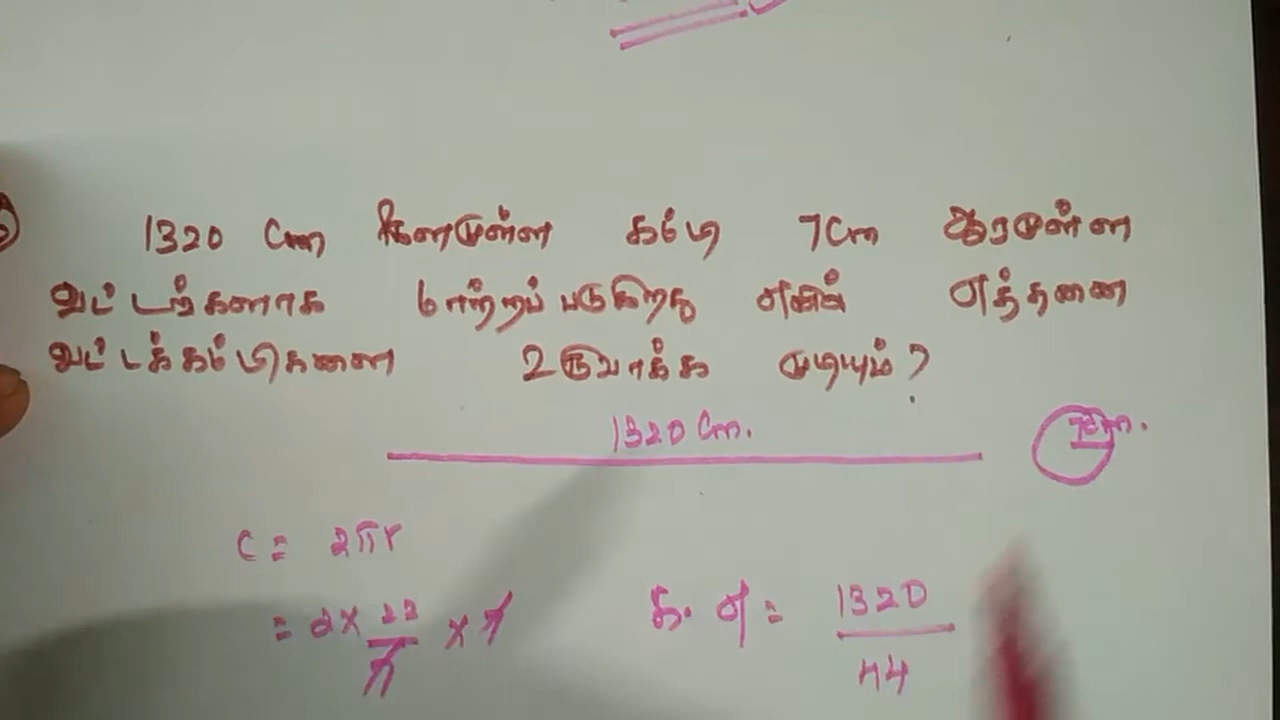 1320 Cm நீளமுள்ள கம்பி 7Cm ஆரமுள்ள
வட்டங்களாக மாற்றப் படுகிறது எனில் எத்தனை
வட்டக்கம்பிகளை உருவாக்க முடியும்?
1320 Cm.
7cm.
C = 2πr
= 2 × 22/7 × 7
க. எ = 1320/44